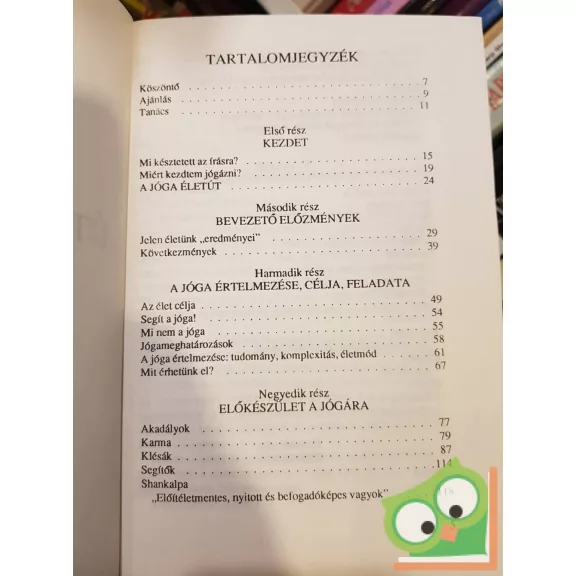 TARTALOMJEGYZÉK
Köszöntő . . . . . . . . . . . . . . . . . . . . . . . 7
Ajánlás . . . . . . . . . . . . . . . . . . . . . . . 9
Tanács . . . . . . . . . . . . . . . . . . . . . . . 11
Első rész
KEZDET
Mi késztetett az írásra? . . . . . . . . . . . . . . . . . 15
Miért kezdtem jógázni? . . . . . . . . . . . . . . . . . 19
A JÓGA ÉLETÚT . . . . . . . . . . . . . . . . . . . 24
Második rész
BEVEZETŐ ELŐZMÉNYEK
Jelen életünk „eredményei” . . . . . . . . . . . . . . . 29
Következmények . . . . . . . . . . . . . . . . . . . 39
Harmadik rész
A JÓGA ÉRTELMEZÉSE, CÉLJA, FELADATA
Az élet célja . . . . . . . . . . . . . . . . . . . . . 49
Segít a jóga! . . . . . . . . . . . . . . . . . . . . . 54
Mi nem a jóga . . . . . . . . . . . . . . . . . . . . 55
Jógameghatározások . . . . . . . . . . . . . . . . . . 58
A jóga értelmezése: tudomány, komplexitás, életmód . . . . . 61
Mit érhetünk el? . . . . . . . . . . . . . . . . . . . 67
Negyedik rész
ELŐKÉSZÜLET A JÓGÁRA
Akadályok . . . . . . . . . . . . . . . . . . . . . 77
Karma . . . . . . . . . . . . . . . . . . . . . . . 79
Klésák . . . . . . . . . . . . . . . . . . . . . . . 87
Segítők . . . . . . . . . . . . . . . . . . . . . . 114
Shankalpa
„Előítéletmentes, nyitott és befogadóképes vagyok” . . . . . 118